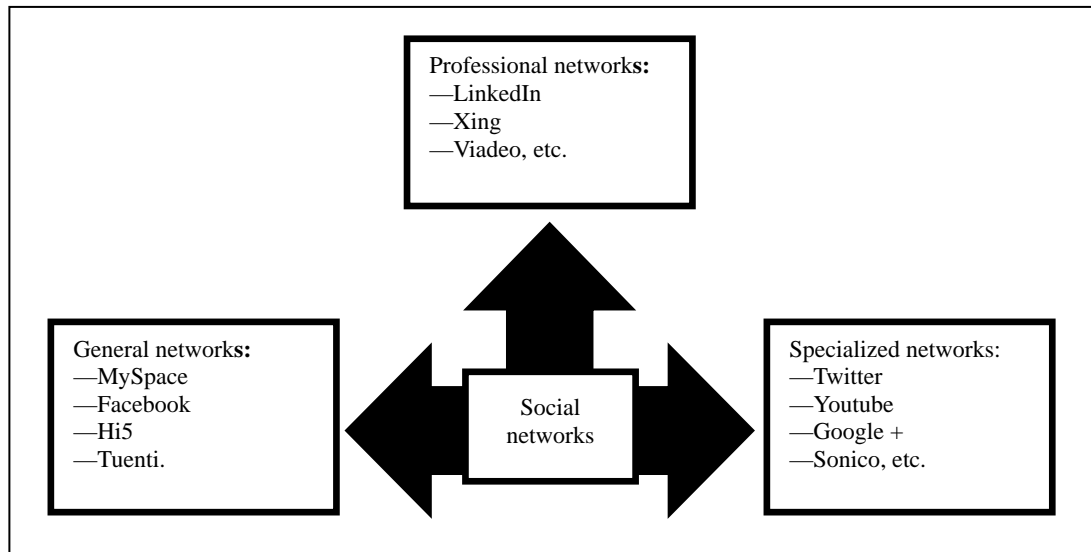 Professional networks:
—LinkedIn
—Xing
—Viadeo, etc.
General networks:
—MySpace
—Facebook
—Hi5
—Tuenti.
Social
networks
Specialized networks:
—Twitter
—Youtube
—Google +
—Sonico, etc.